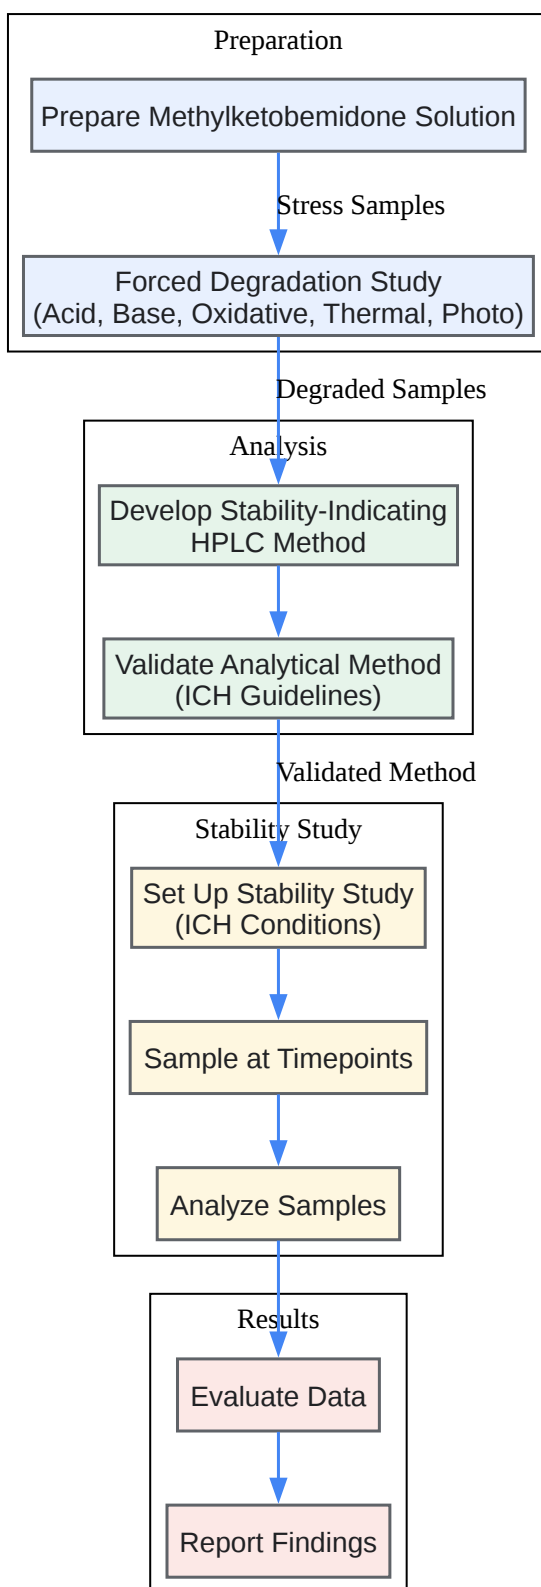 Preparation
Prepare Methylketobemidone Solution
Stress Samples
Forced Degradation Study
(Acid, Base, Oxidative, Thermal, Photo)
Degraded Samples
Analysis
Develop Stability-Indicating
HPLC Method
Validate Analytical Method
(ICH Guidelines)
Validated Method
Stability Study
Set Up Stability Study
(ICH Conditions)
Sample at Timepoints
Analyze Samples
Results
Evaluate Data
Report Findings